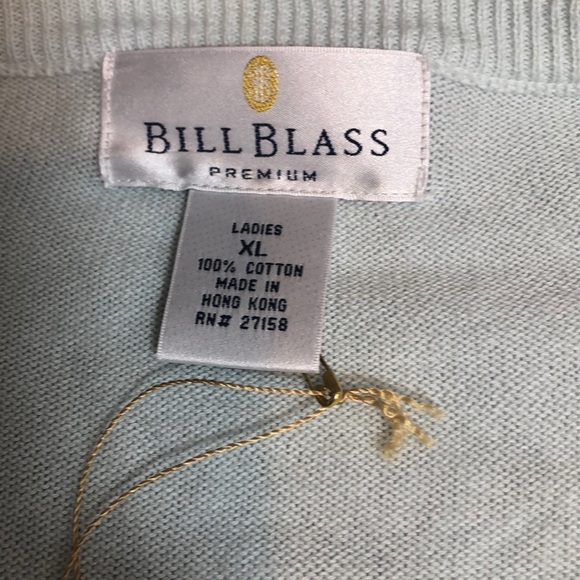 BILL BLASS
PREMIUM
LADIES
XL
100% COTTON
MADE IN
HONG KONG
RN# 27158